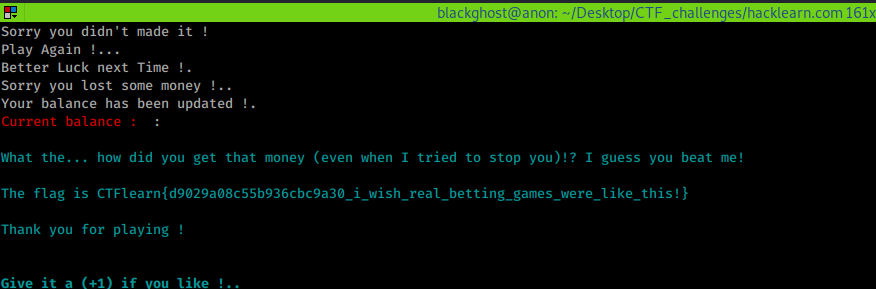 blackghost@anon: ~/Desktop/CTF_challenges/hacklearn.com 161x
Sorry you didn't made it !
Play Again !...
Better Luck next Time !.
Sorry you lost some money !..
Your balance has been updated !.
Current balance :  :
What the... how did you get that money (even when I tried to stop you)!? I guess you beat me!
The flag is CTFlearn{d9029a08c55b936cbc9a30_i_wish_real_betting_games_were_like_this!}
Thank you for playing !
Give it a (+1) if you like !..